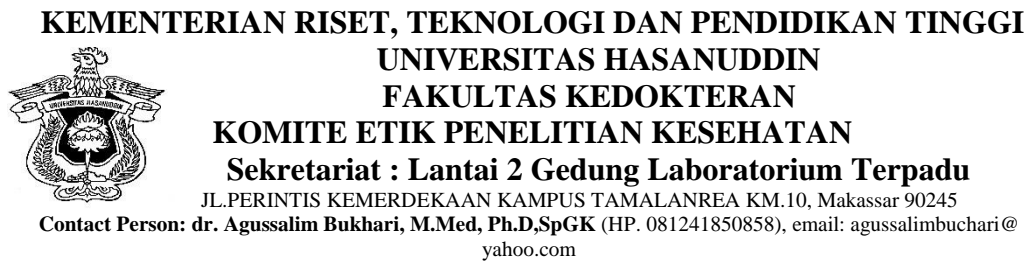 KEMENTERIAN RISET, TEKNOLOGI DAN PENDIDIKAN TINGGI
UNIVERSITAS HASANUDDIN
FAKULTAS KEDOKTERAN
KOMITE ETIK PENELITIAN KESEHATAN
Sekretariat : Lantai 2 Gedung Laboratorium Terpadu
JL.PERINTIS KEMERDEKAAN KAMPUS TAMALANREA KM.10, Makassar 90245
Contact Person: dr. Agussalim Bukhari, M.Med, Ph.D,SpGK (HP. 081241850858), email: agussalimbuchari@
yahoo.com
UNIVERSITAS HASANUDDIN